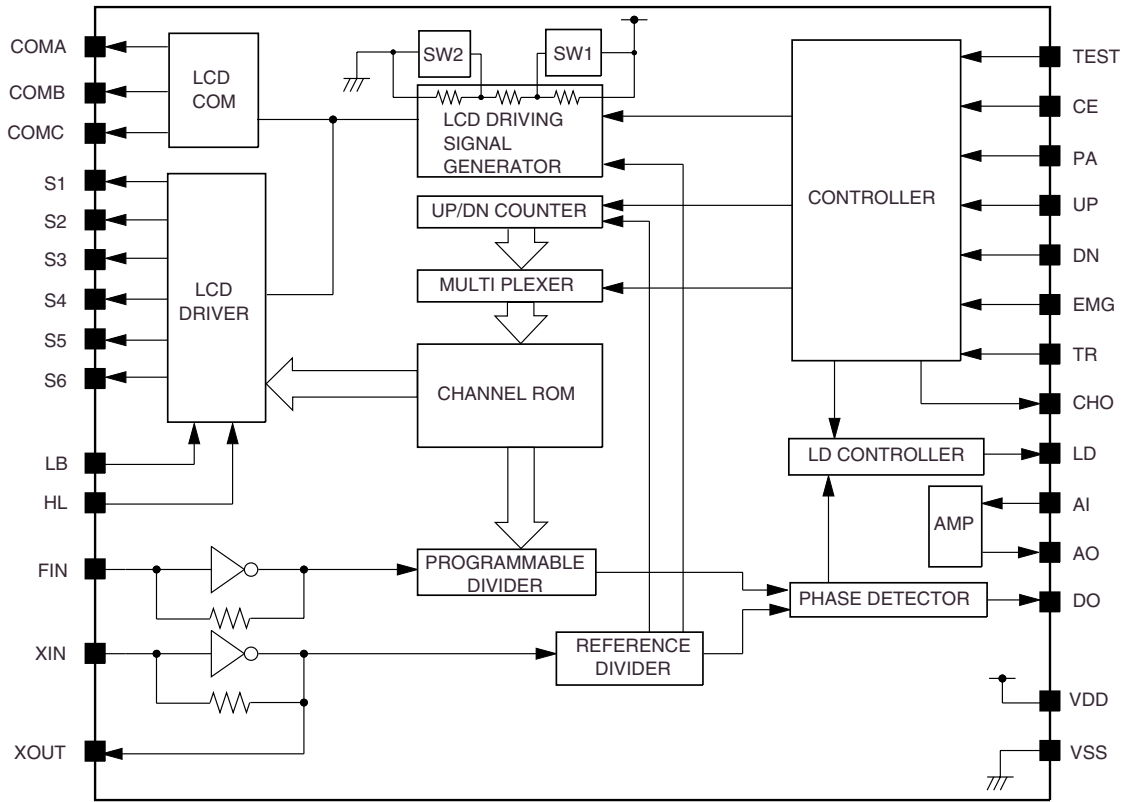 COMA
COMB
COMC
S1
S2
S3
S4
S5
S6
LB
HL
FIN
XIN
XOUT
LCD
COM
LCD
DRIVER
SW2
SW1
LCD DRIVING
SIGNAL
GENERATOR
UP/DN COUNTER
MULTI PLEXER
CHANNEL ROM
PROGRAMMABLE
DIVIDER
REFERENCE
DIVIDER
CONTROLLER
LD CONTROLLER
AMP
PHASE DETECTOR
TEST
CE
PA
UP
DN
EMG
TR
CHO
LD
AI
AO
DO
VDD
VSS